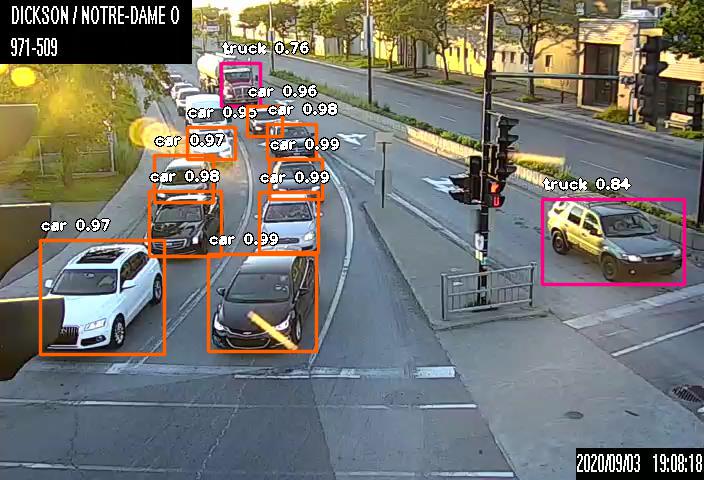 DICKSON / NOTRE-DAME O
971-509
truck 0.76
car 0.96
car 0.95
car 0.98
car 0.97
car 0.99
car 0.98
car 0.99
truck 0.84
car 0.97
car 0.99
2020/09/03 19:08:18